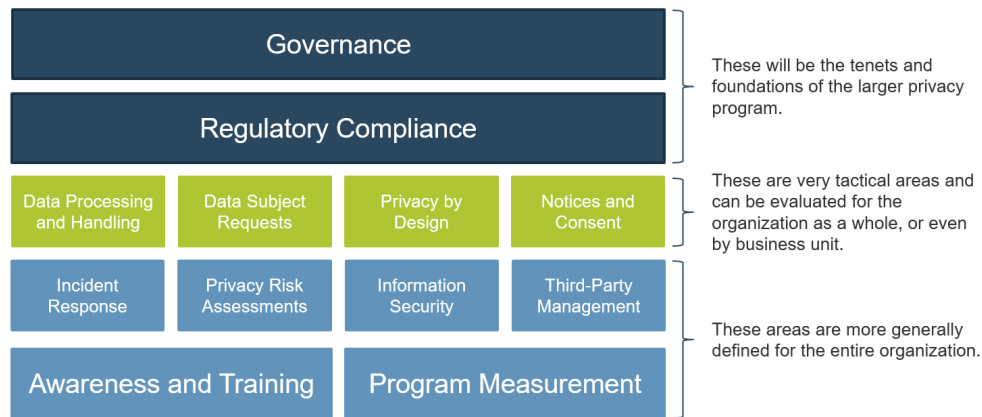 Governance
These will be the tenets and
foundations of the larger privacy
program.
Regulatory Compliance
Data Processing
and Handling
Data Subject
Requests
Privacy by
Design
Notices and
Consent
These are very tactical areas and
can be evaluated for the
organization as a whole, or even
by business unit.
Incident
Response
Privacy Risk
Assessments
Information
Security
Third-Party
Management
These areas are more generally
defined for the entire organization.
Awareness and Training
Program Measurement